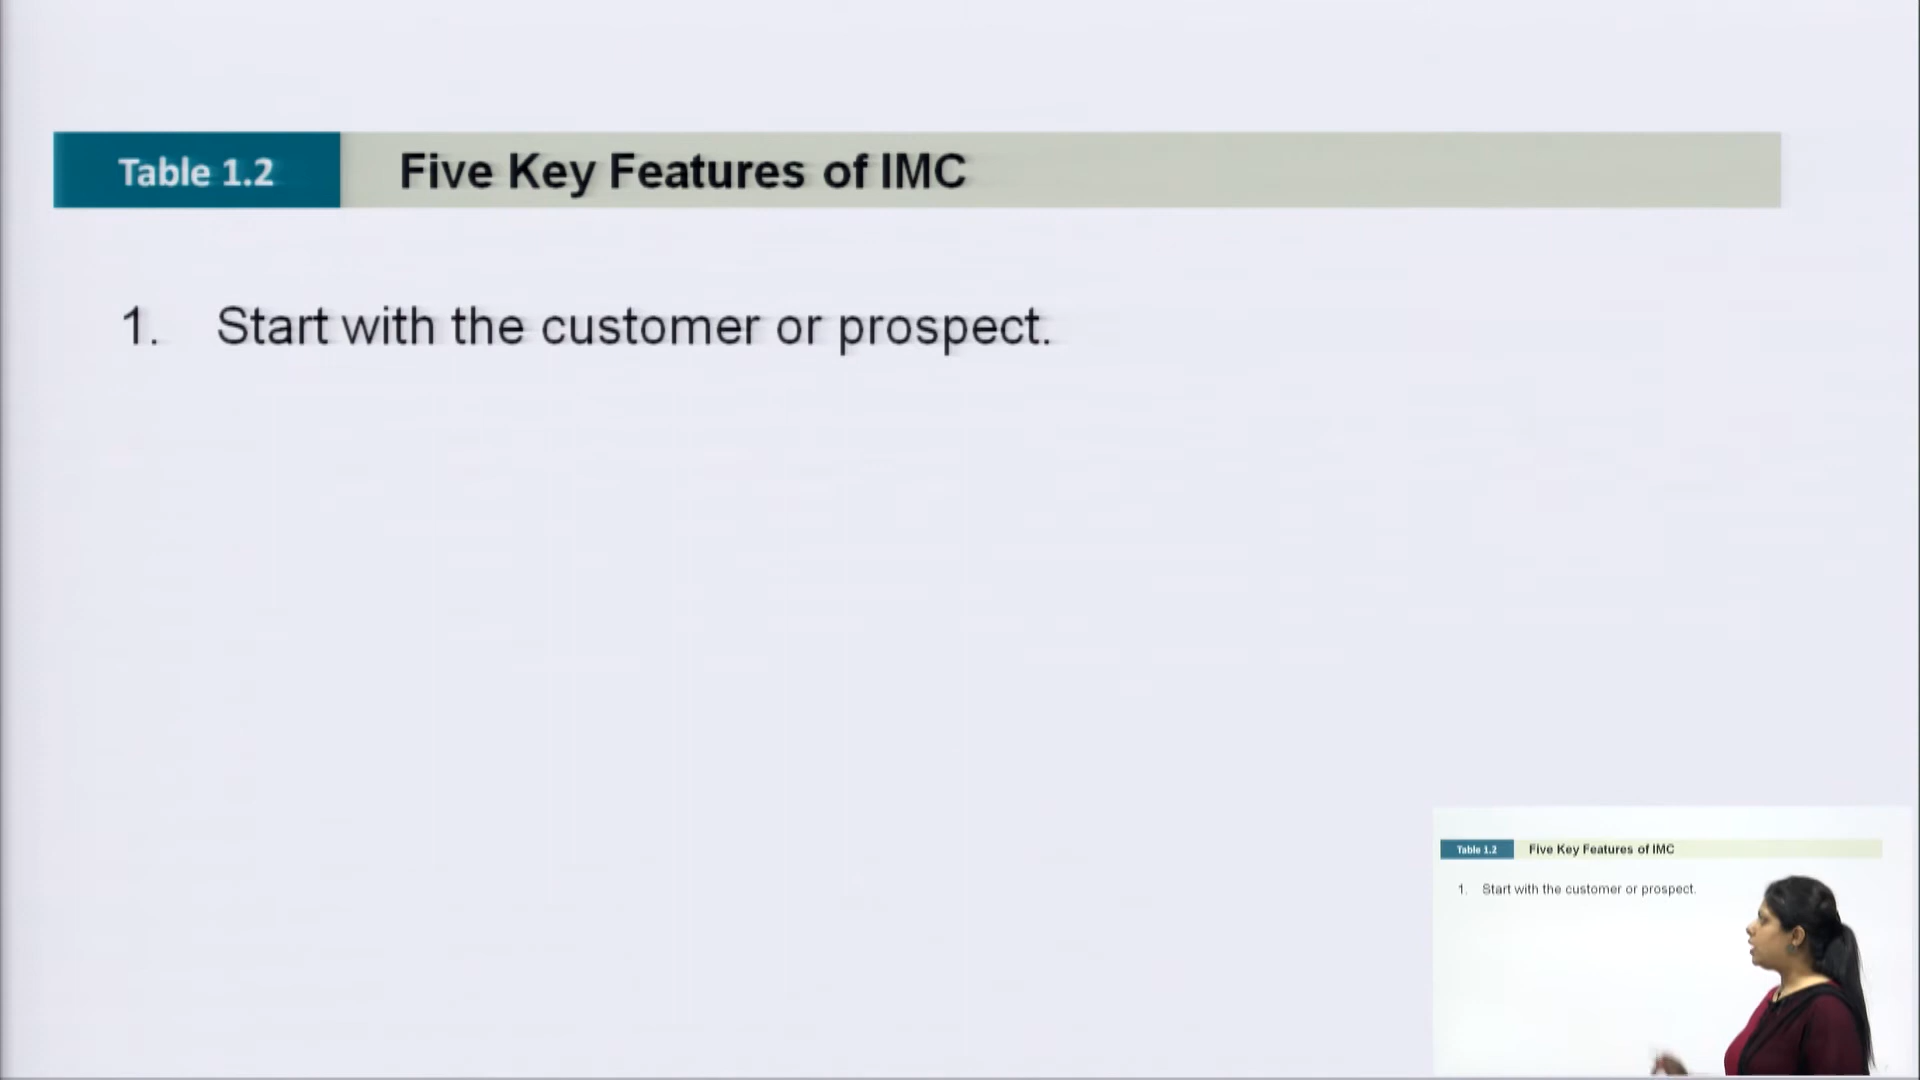 Table 1.2 Five Key Features of IMC
1. Start with the customer or prospect.
Table 1.2 Five Key Features of IMC
1. Start with the customer or prospect.